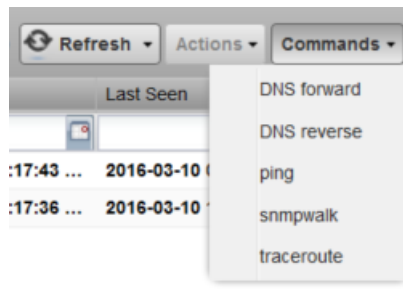 Refresh Actions Commands
Last Seen DNS forward
DNS reverse
:17:43 ... 2016-03-10 ping
:17:36 ... 2016-03-10 snmpwalk
traceroute